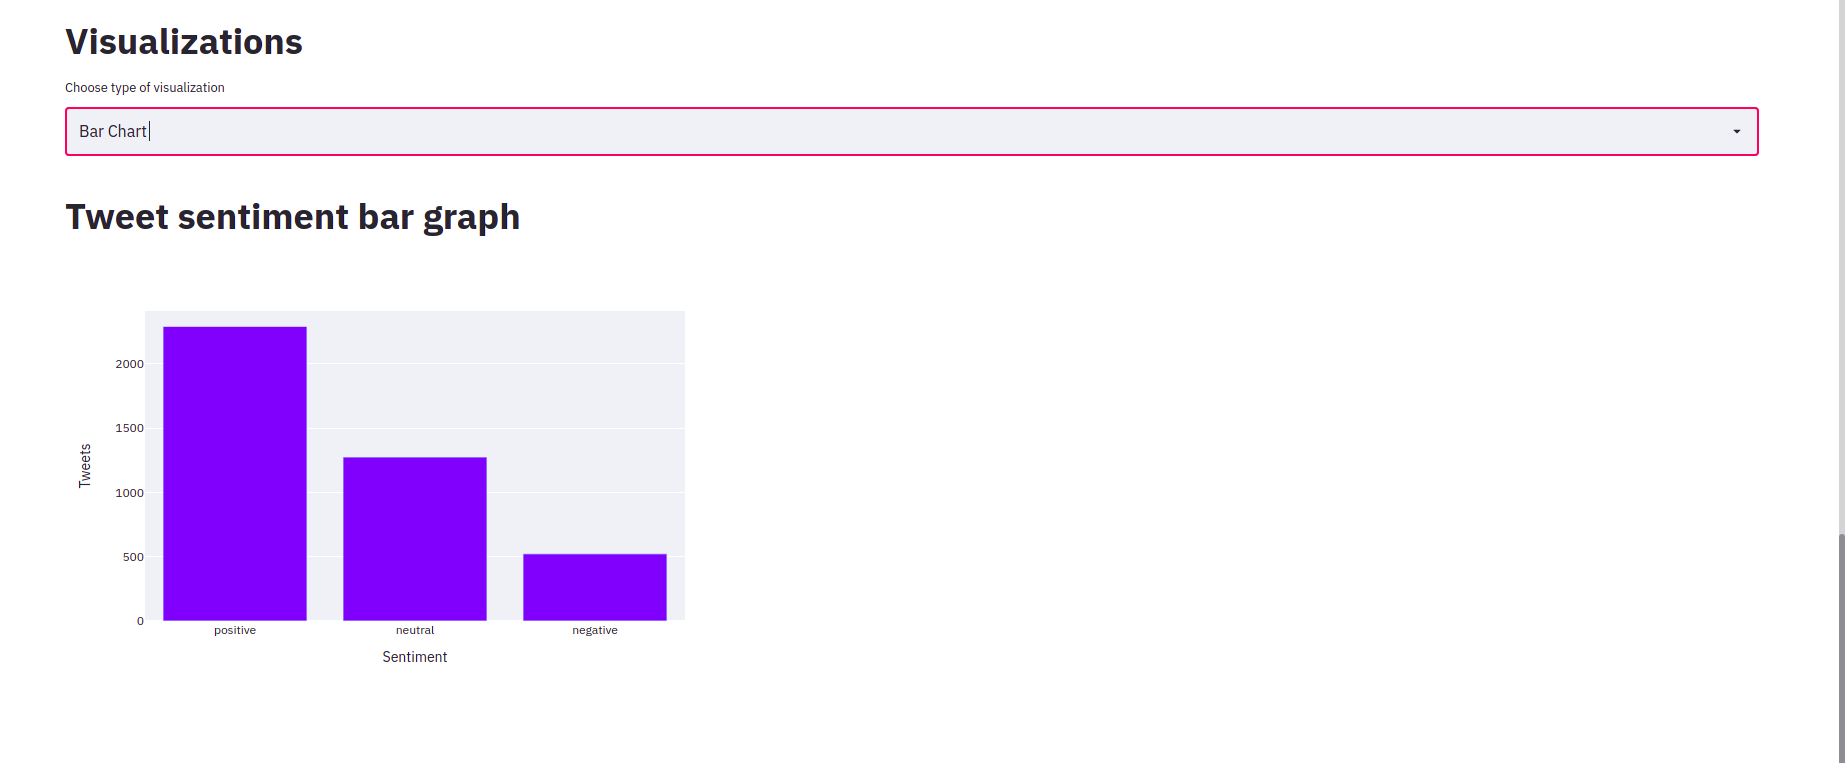 Visualizations
Choose type of visualization
Bar Chart
Tweet sentiment bar graph
2000
1500
1000
500
0
Tweets
positive neutral negative
Sentiment